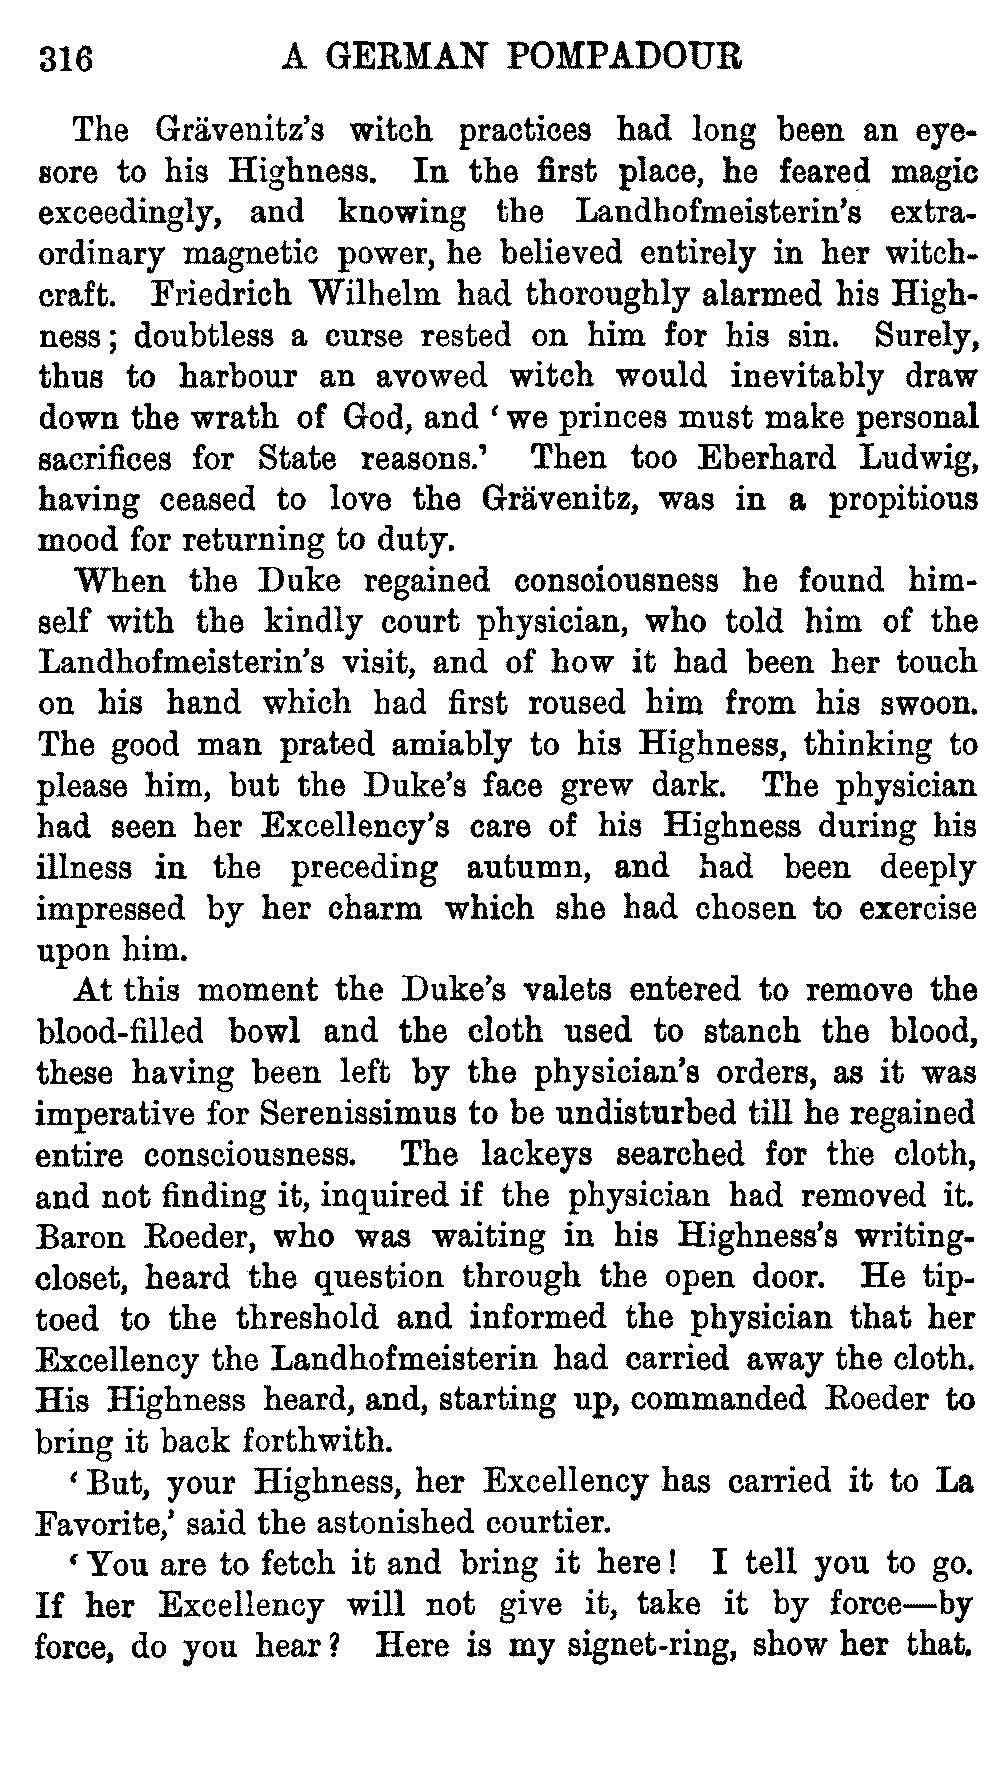 316 A GERMAN POMPADOUR
The Grävenitz's witch practices had long been an eye-
sore to his Highness. In the first place, he feared magic
exceedingly, and knowing the Landhofmeisterin's extra-
ordinary magnetic power, he believed entirely in her witch-
craft. Friedrich Wilhelm had thoroughly alarmed his High-
ness; doubtless a curse rested on him for his sin. Surely,
thus to harbour an avowed witch would inevitably draw
down the wrath of God, and ‘we princes must make personal
sacrifices for State reasons.’ Then too Eberhard Ludwig,
having ceased to love the Grävenitz, was in a propitious
mood for returning to duty.
When the Duke regained consciousness he found him-
self with the kindly court physician, who told him of the
Landhofmeisterin's visit, and of how it had been her touch
on his hand which had first roused him from his swoon.
The good man prated amiably to his Highness, thinking to
please him, but the Duke's face grew dark. The physician
had seen her Excellency's care of his Highness during his
illness in the preceding autumn, and had been deeply
impressed by her charm which she had chosen to exercise
upon him.
At this moment the Duke's valets entered to remove the
blood-filled bowl and the cloth used to stanch the blood,
these having been left by the physician's orders, as it was
imperative for Serenissimus to be undisturbed till he regained
entire consciousness. The lackeys searched for the cloth,
and not finding it, inquired if the physician had removed it.
Baron Roeder, who was waiting in his Highness's writing-
closet, heard the question through the open door. He tip-
toed to the threshold and informed the physician that her
Excellency the Landhofmeisterin had carried away the cloth.
His Highness heard, and, starting up, commanded Roeder to
bring it back forthwith.
‘But, your Highness, her Excellency has carried it to La
Favorite,’ said the astonished courtier.
‘You are to fetch it and bring it here! I tell you to go.
If her Excellency will not give it, take it by force—by
force, do you hear? Here is my signet-ring, show her that.